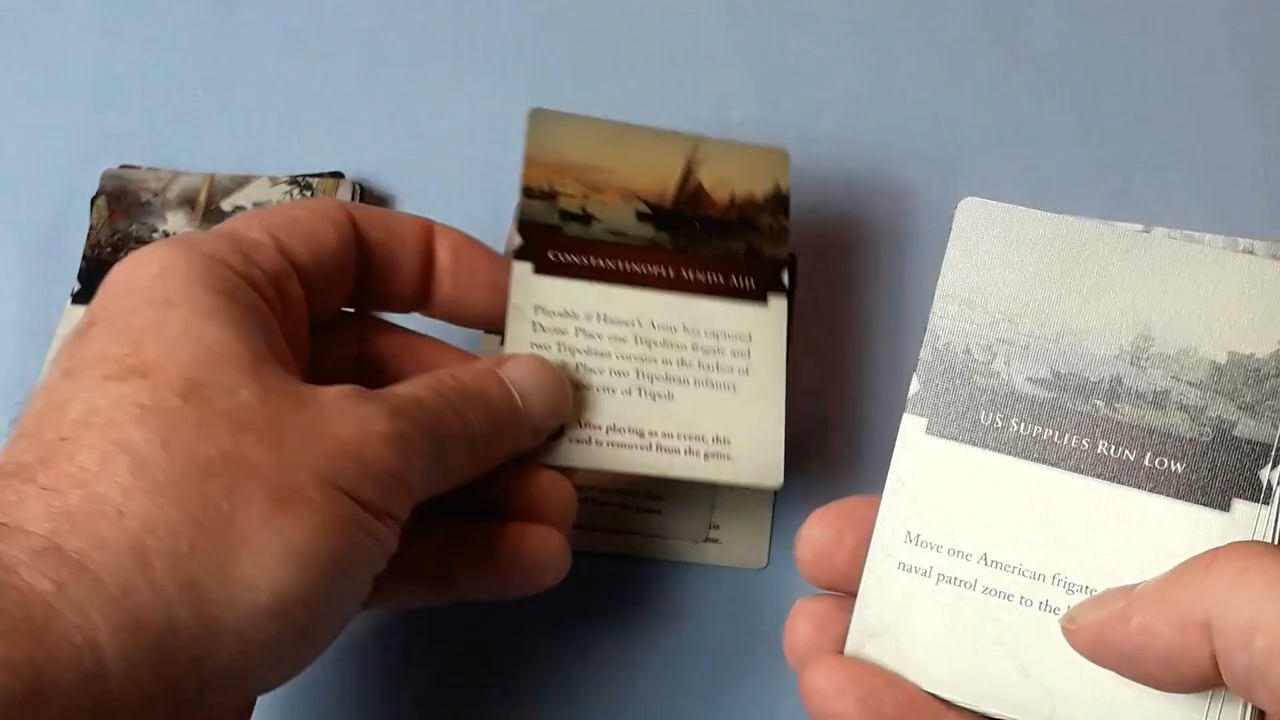 CONSTANTINOPLE SENDS AID
Playable if Hamet's Army has captured
Derne. Place one Tripolitan frigate and
two Tripolitan corsairs in the harbor of
Place two Tripolitan infantry
city of Tripoli.
After playing as an event, this
card is removed from the game.
US SUPPLIES RUN LOW
Move one American frigate
naval patrol zone to the